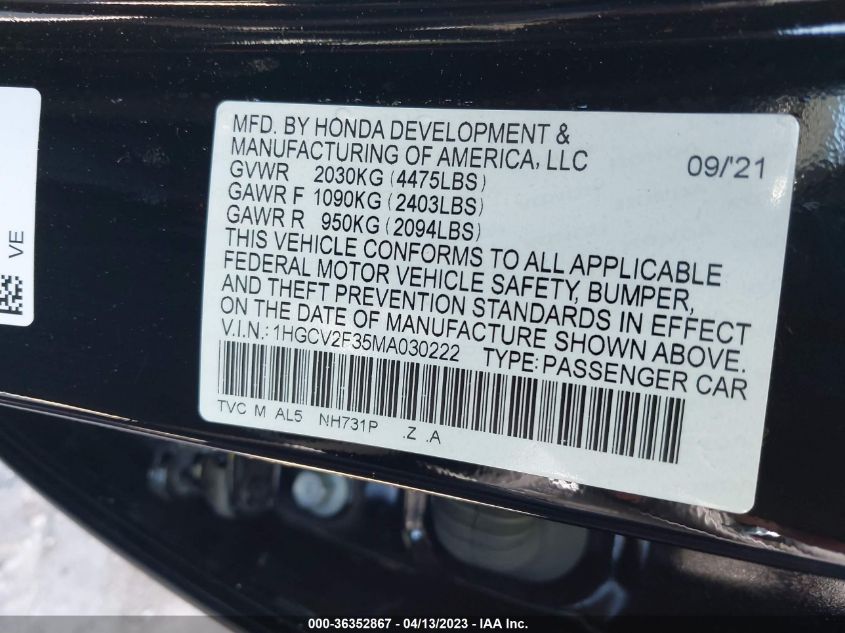 MFD. BY HONDA DEVELOPMENT &
MANUFACTURING OF AMERICA, LLC 09/'21
GVWR 2030KG (4475LBS)
GAWR F 1090KG (2403LBS)
GAWR R 950KG (2094LBS)
THIS VEHICLE CONFORMS TO ALL APPLICABLE
FEDERAL MOTOR VEHICLE SAFETY, BUMPER,
AND THEFT PREVENTION STANDARDS IN EFFECT
ON THE DATE OF MANUFACTURE SHOWN ABOVE.
V.I.N.: 1HGCV2F35MA030222 TYPE: PASSENGER CAR
TVC M AL5 NH731P .Z .A
VE
000-36352867 - 04/13/2023 - IAA Inc.